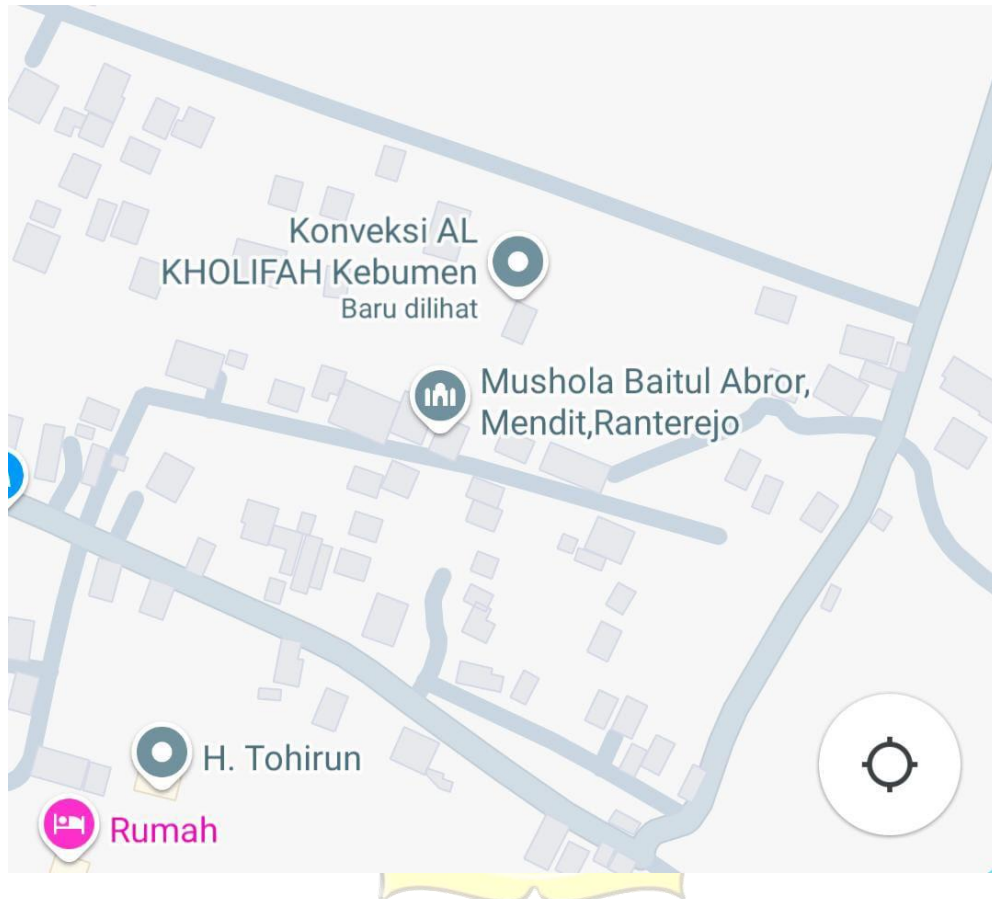 Konveksi AL
KHOLIFAH Kebumen
Baru dilihat
Mushola Baitul Abror,
Mendit,Ranterejo
H. Tohirun
Rumah